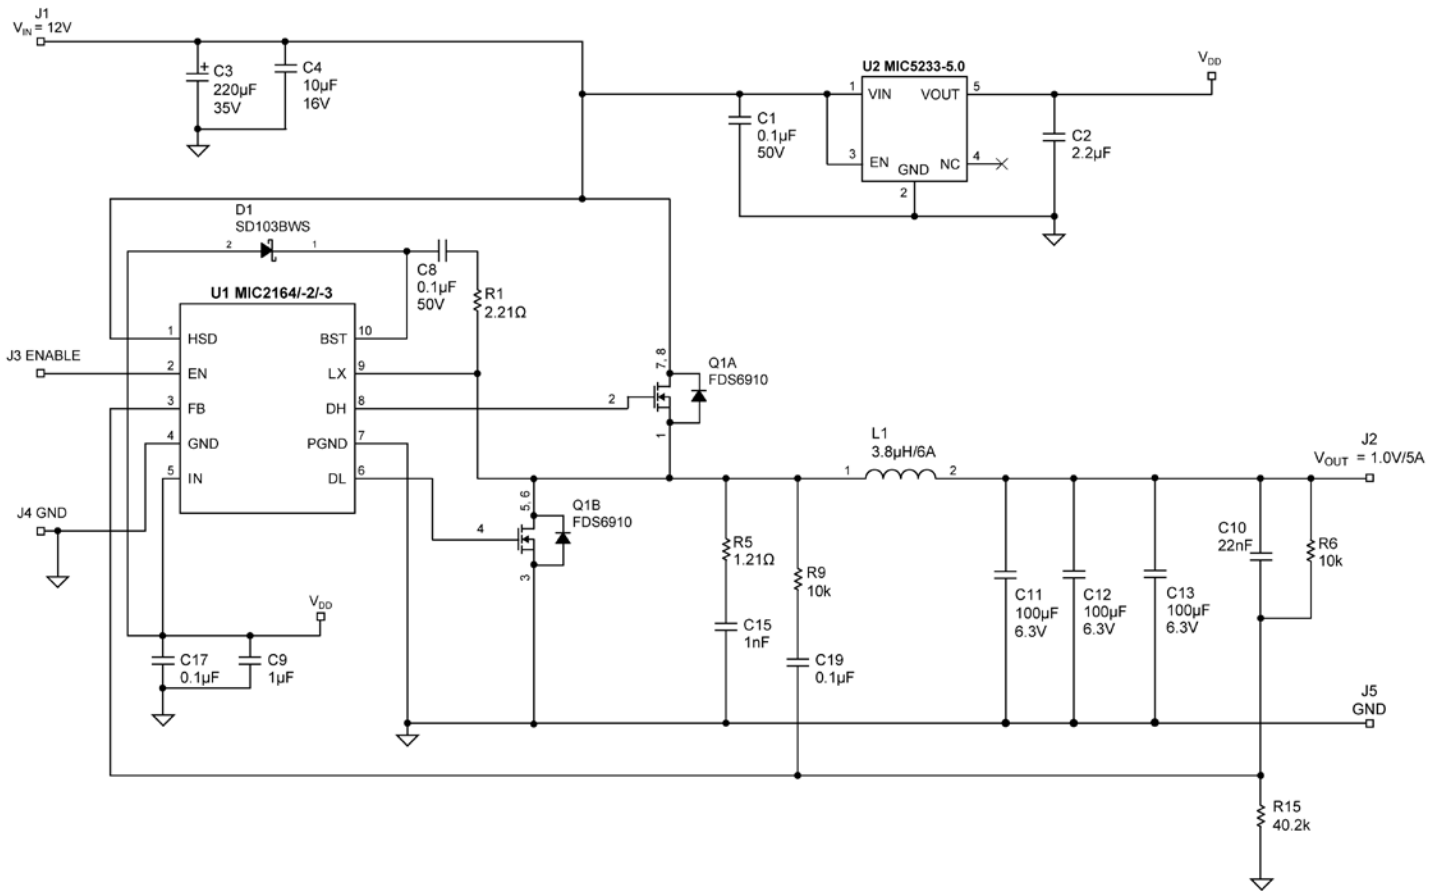 J1
VIN = 12V
C3
220µF
35V
+
C4
10µF
16V
U2 MIC5233-5.0
1
VIN
VOUT
5
3
EN
NC
4
GND
2
VDD
C1
0.1µF
50V
C2
2.2µF
D1
SD103BWS
2
1
C8
0.1µF
50V
R1
2.21Ω
U1 MIC2164/-2/-3
1
HSD
BST
10
J3 ENABLE
2
EN
LX
9
3
FB
DH
8
4
GND
PGND
7
5
IN
DL
6
J4 GND
7, 8
Q1A
FDS6910
2
1
5, 6
Q1B
FDS6910
4
3
L1
3.8µH/6A
1
2
J2
VOUT = 1.0V/5A
R5
1.21Ω
C15
1nF
R9
10k
C19
0.1µF
C11
100µF
6.3V
C12
100µF
6.3V
C13
100µF
6.3V
C10
22nF
R6
10k
VDD
C17
0.1µF
C9
1µF
J5
GND
R15
40.2k